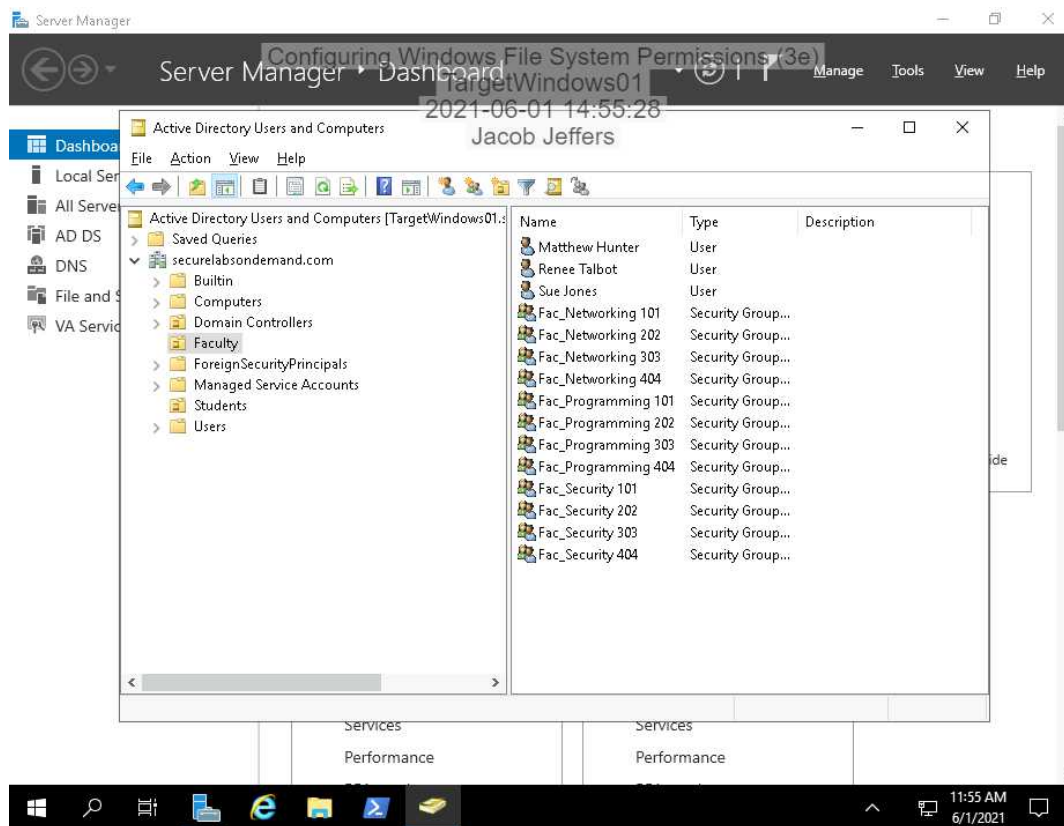 Server Manager
Configuring Windows File System Permissions (3e)
TargetWindows01
2021-06-01 14:55:28
Jacob Jeffers
Server Manager • Dashboard
Manage Tools View Help
Dashboa
Local Ser
All Server
AD DS
DNS
File and S
VA Servic
Active Directory Users and Computers
File Action View Help
Active Directory Users and Computers [TargetWindows01.s
Saved Queries
securelabsondemand.com
Builtin
Computers
Domain Controllers
Faculty
ForeignSecurityPrincipals
Managed Service Accounts
Students
Users
Name Type Description
Matthew Hunter User
Renee Talbot User
Sue Jones User
Fac_Networking 101 Security Group...
Fac_Networking 202 Security Group...
Fac_Networking 303 Security Group...
Fac_Networking 404 Security Group...
Fac_Programming 101 Security Group...
Fac_Programming 202 Security Group...
Fac_Programming 303 Security Group...
Fac_Programming 404 Security Group...
Fac_Security 101 Security Group...
Fac_Security 202 Security Group...
Fac_Security 303 Security Group...
Fac_Security 404 Security Group...
ide
Services Services
Performance Performance
11:55 AM
6/1/2021